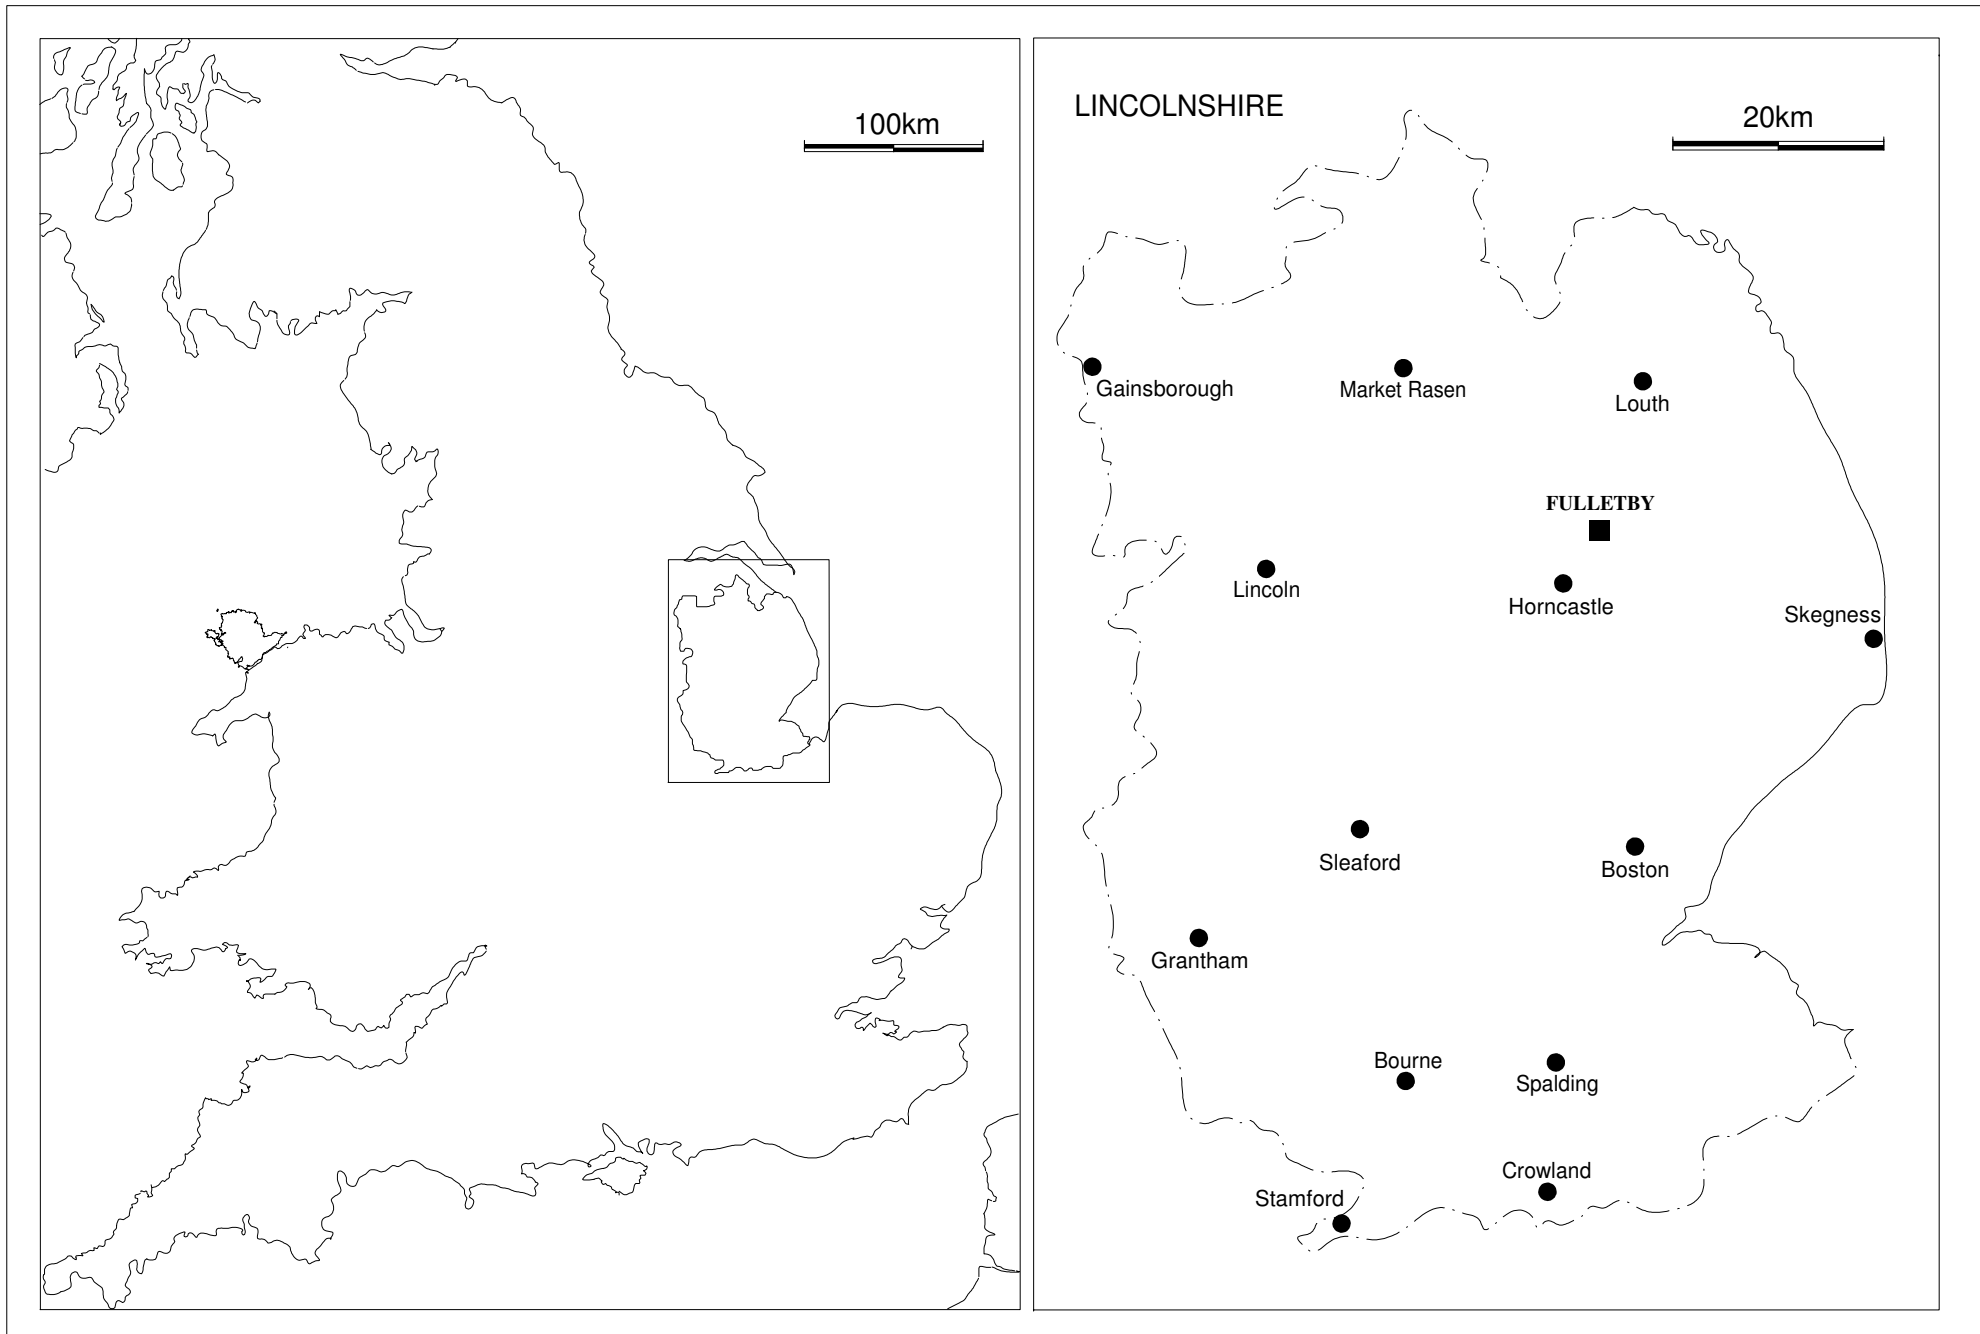 100km
LINCOLNSHIRE
20km
Gainsborough
Market Rasen
Louth
FULLETBY
Lincoln
Horncastle
Skegness
Sleaford
Boston
Grantham
Bourne
Spalding
Crowland
Stamford